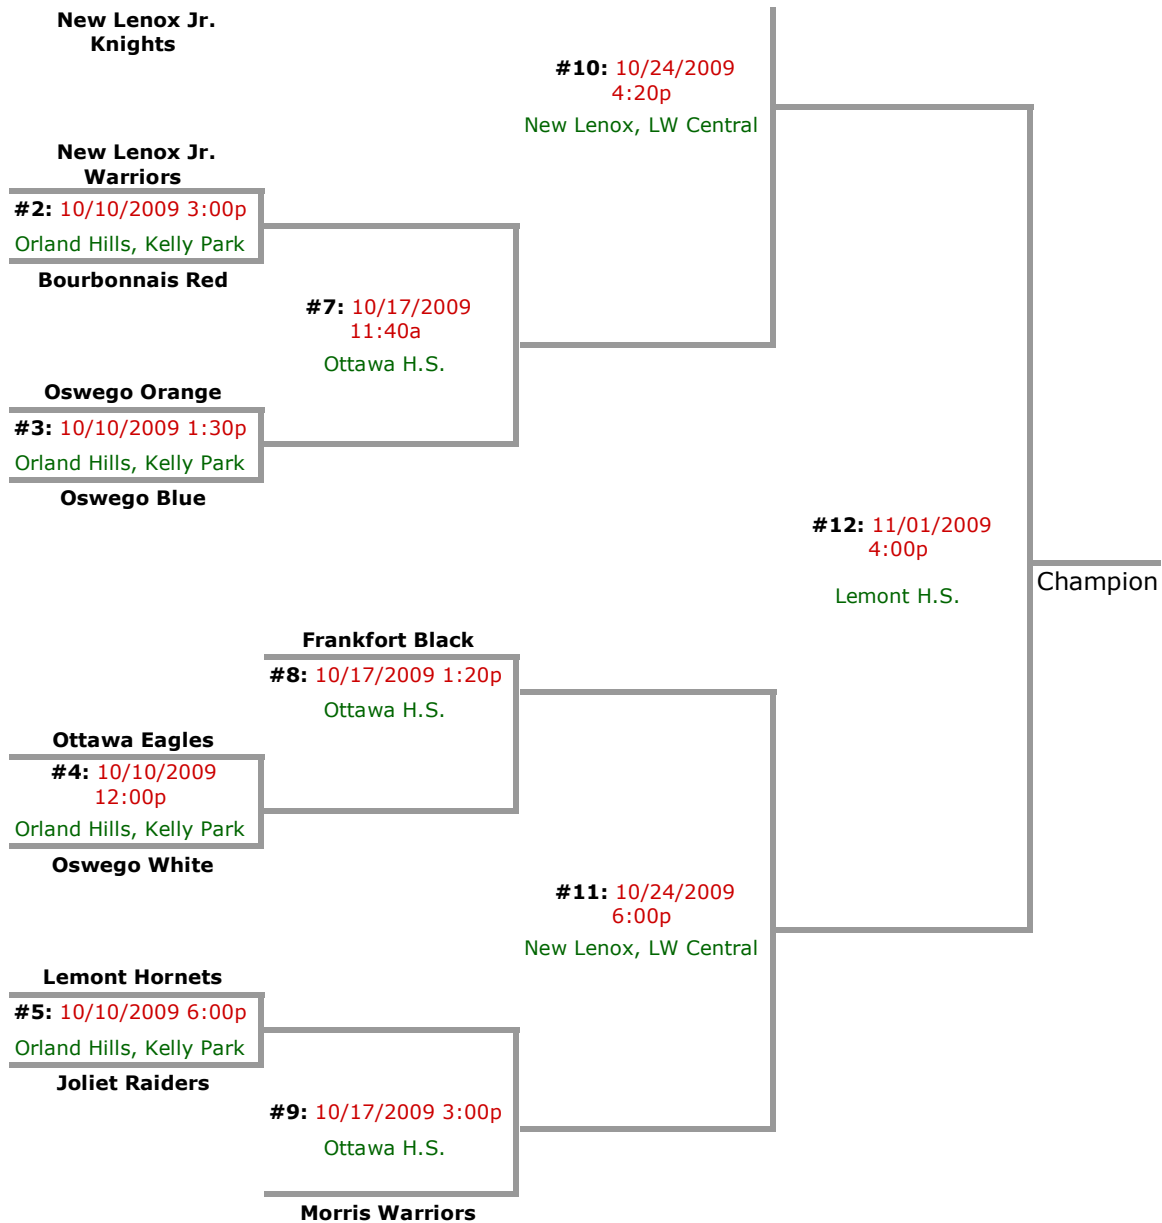 New Lenox Jr.
Knights
#10: 10/24/2009
4:20p
New Lenox, LW Central
New Lenox Jr.
Warriors
#2: 10/10/2009 3:00p
Orland Hills, Kelly Park
Bourbonnais Red
#7: 10/17/2009
11:40a
Ottawa H.S.
Oswego Orange
#3: 10/10/2009 1:30p
Orland Hills, Kelly Park
Oswego Blue
#12: 11/01/2009
4:00p
Lemont H.S.
Champion
Frankfort Black
#8: 10/17/2009 1:20p
Ottawa H.S.
Ottawa Eagles
#4: 10/10/2009
12:00p
Orland Hills, Kelly Park
Oswego White
#11: 10/24/2009
6:00p
New Lenox, LW Central
Lemont Hornets
#5: 10/10/2009 6:00p
Orland Hills, Kelly Park
Joliet Raiders
#9: 10/17/2009 3:00p
Ottawa H.S.
Morris Warriors